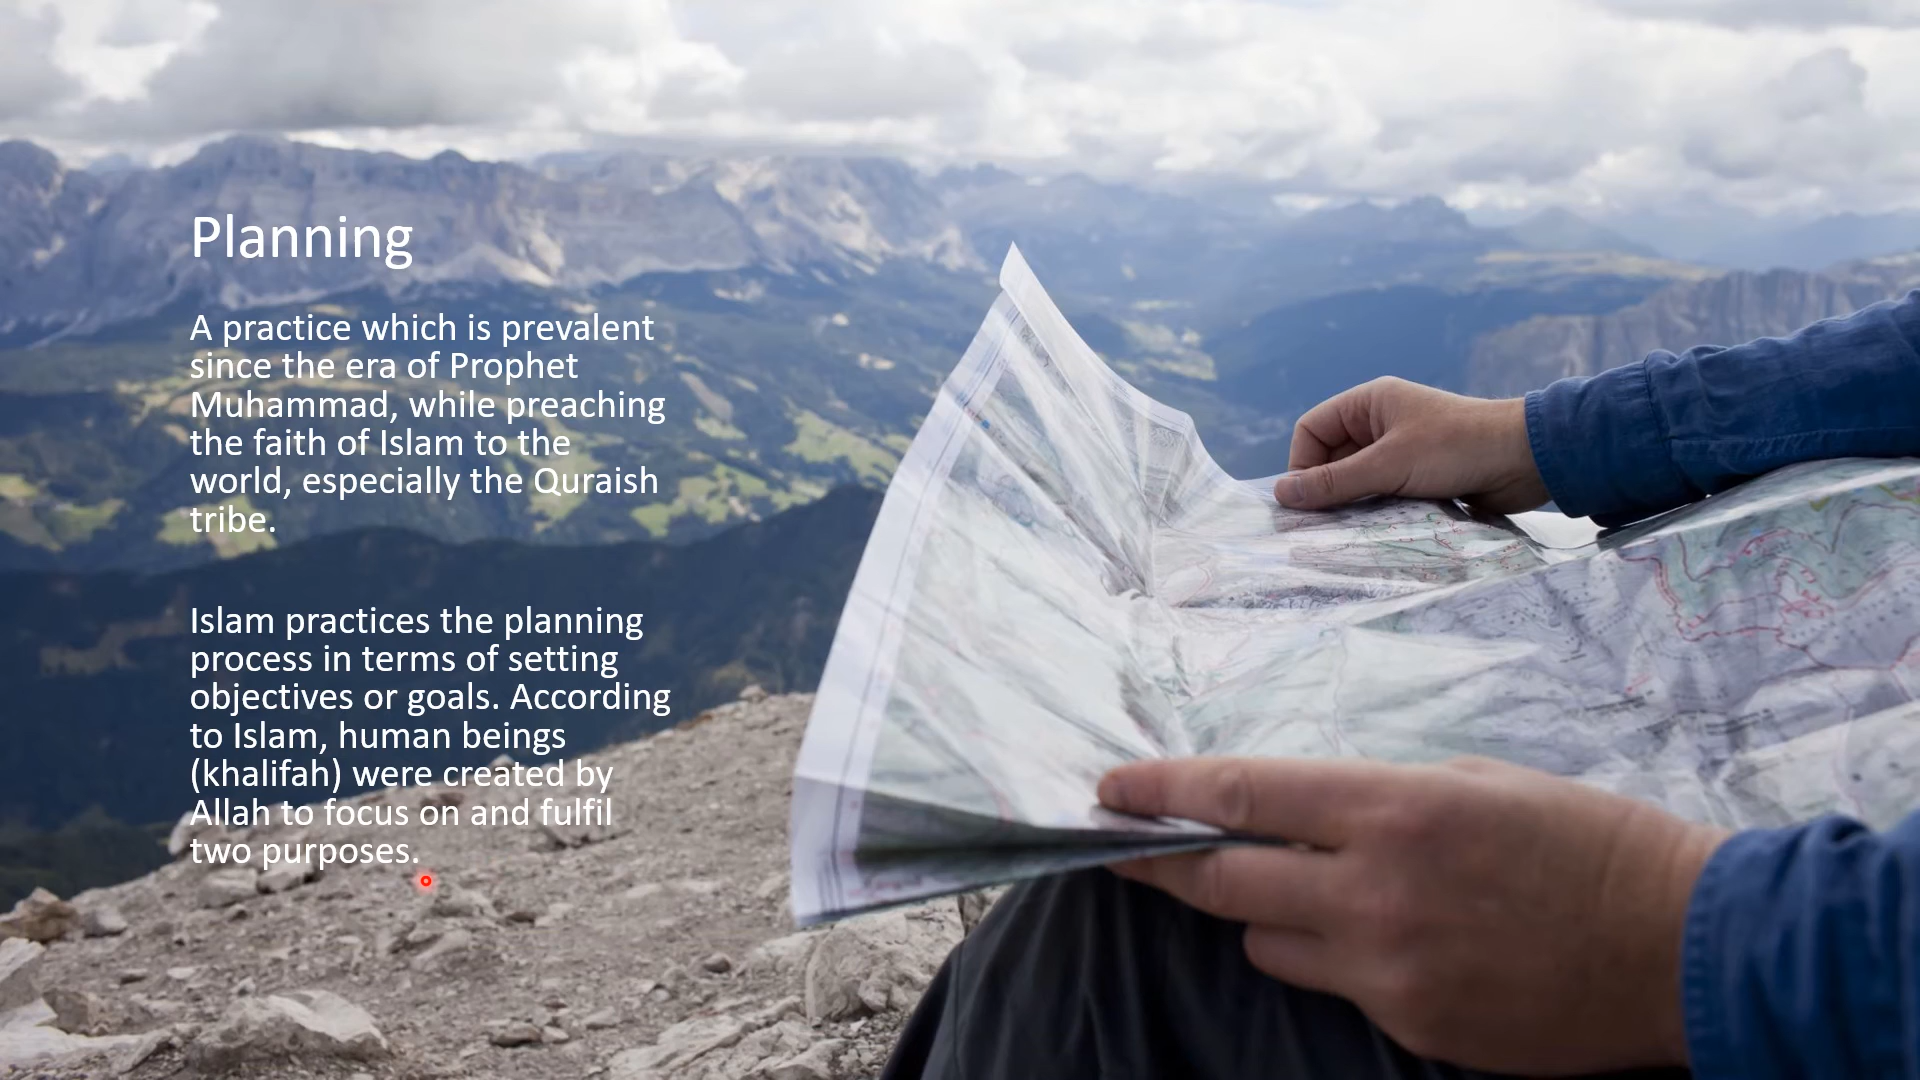 Planning
A practice which is prevalent
since the era of Prophet
Muhammad, while preaching
the faith of Islam to the
world, especially the Quraish
tribe.
Islam practices the planning
process in terms of setting
objectives or goals. According
to Islam, human beings
(khalifah) were created by
Allah to focus on and fulfil
two purposes.